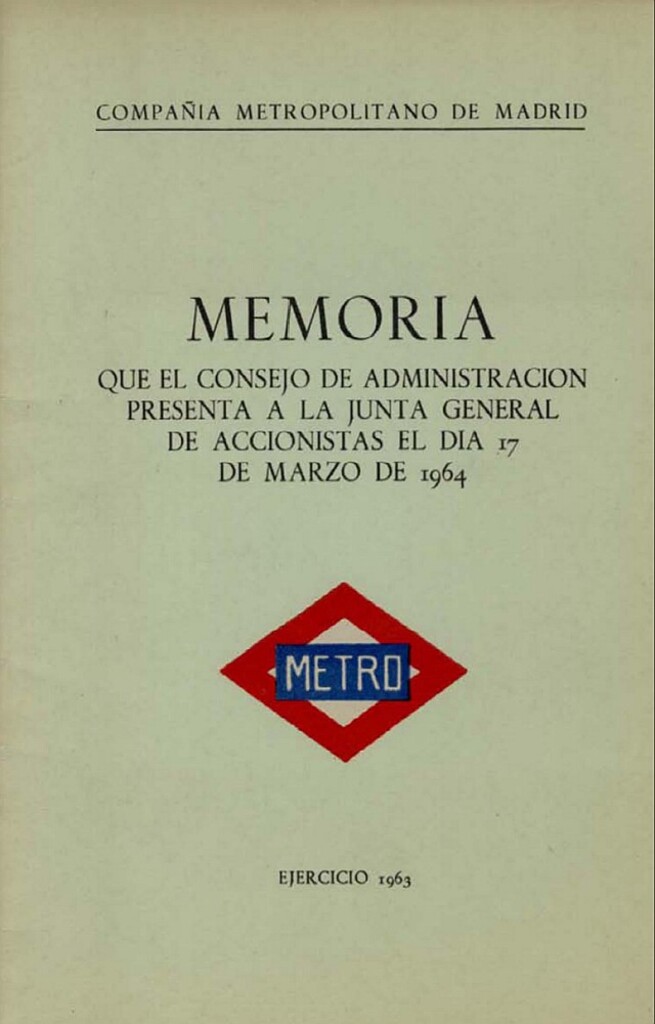 COMPAÑIA METROPOLITANO DE MADRID
MEMORIA
QUE EL CONSEJO DE ADMINISTRACION
PRESENTA A LA JUNTA GENERAL
DE ACCIONISTAS EL DIA 17
DE MARZO DE 1964
METRO
EJERCICIO 1963